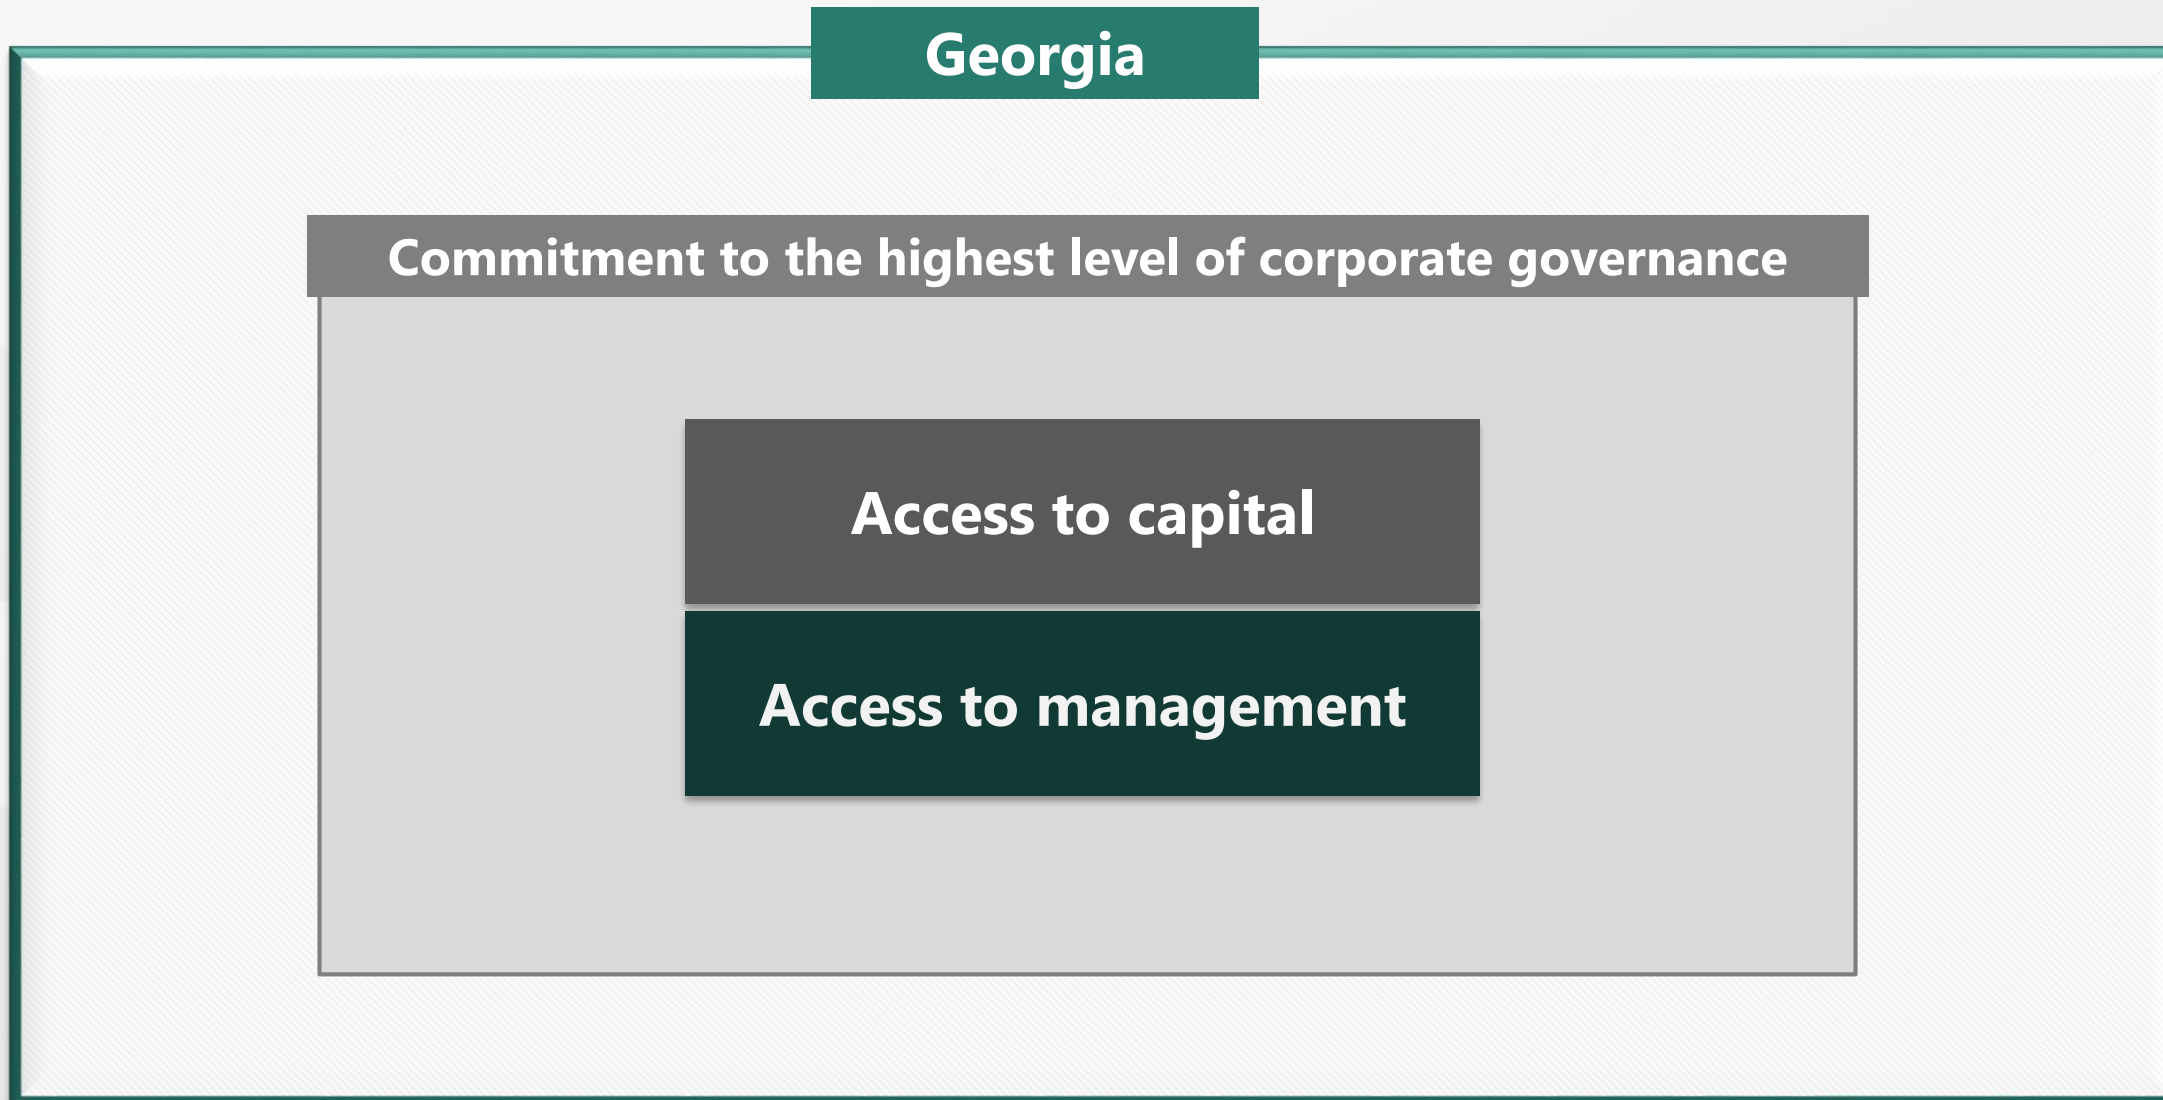 Georgia
Commitment to the highest level of corporate governance
Access to capital
Access to management